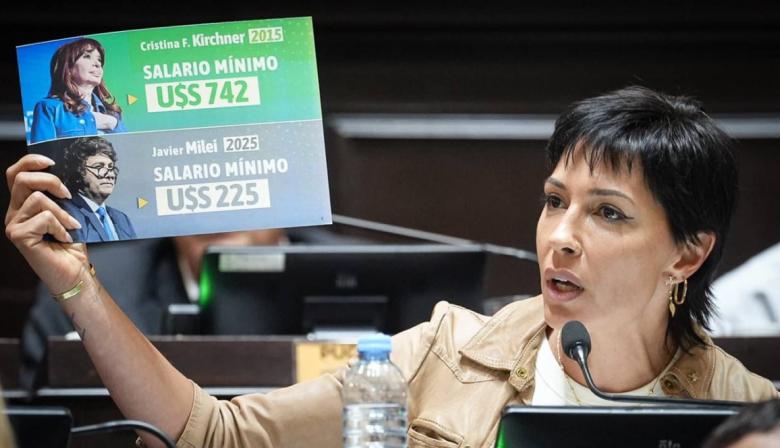 Cristina F. Kirchner 2015
SALARIO MÍNIMO
U$S 742
Javier Milei 2025
SALARIO MÍNIMO
U$S 225